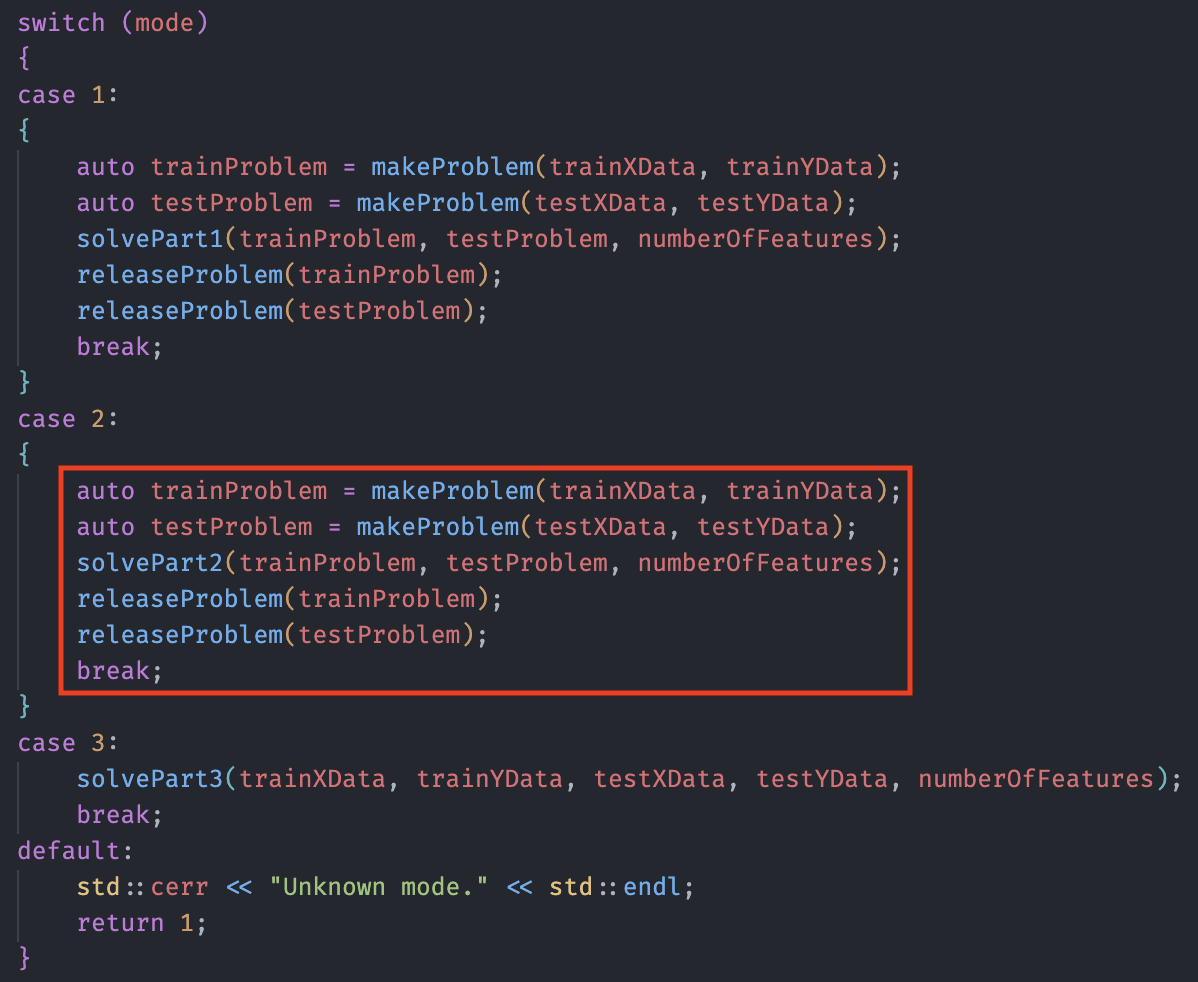 switch (mode)
{
case 1:
{
    auto trainProblem = makeProblem(trainXData, trainYData);
    auto testProblem = makeProblem(testXData, testYData);
    solvePart1(trainProblem, testProblem, numberOfFeatures);
    releaseProblem(trainProblem);
    releaseProblem(testProblem);
    break;
}
case 2:
{
    auto trainProblem = makeProblem(trainXData, trainYData);
    auto testProblem = makeProblem(testXData, testYData);
    solvePart2(trainProblem, testProblem, numberOfFeatures);
    releaseProblem(trainProblem);
    releaseProblem(testProblem);
    break;
}
case 3:
    solvePart3(trainXData, trainYData, testXData, testYData, numberOfFeatures);
    break;
default:
    std::cerr << "Unknown mode." << std::endl;
    return 1;
}